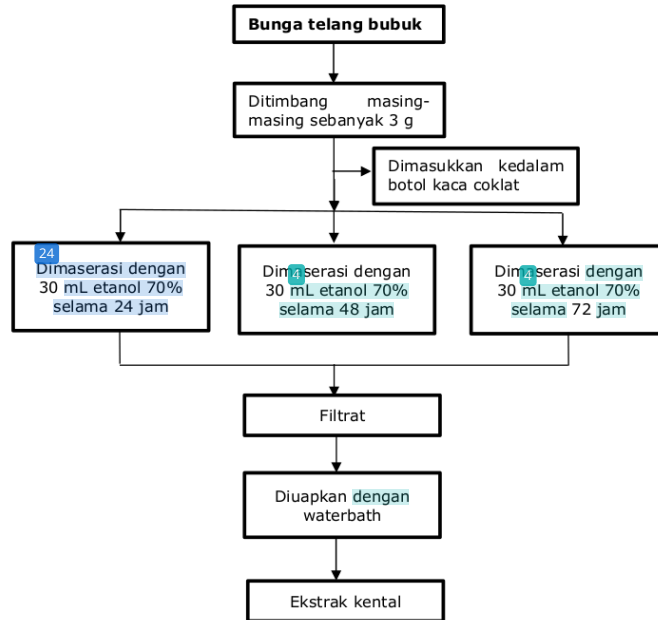 Bunga telang bubuk
Ditimbang masing-
masing sebanyak 3 g
Dimasukkan kedalam
botol kaca coklat
24
Dimaserasi dengan
30 mL etanol 70%
selama 24 jam
4
Dimaserasi dengan
30 mL etanol 70%
selama 48 jam
4
Dimaserasi dengan
30 mL etanol 70%
selama 72 jam
Filtrat
Diuapkan dengan
waterbath
Ekstrak kental